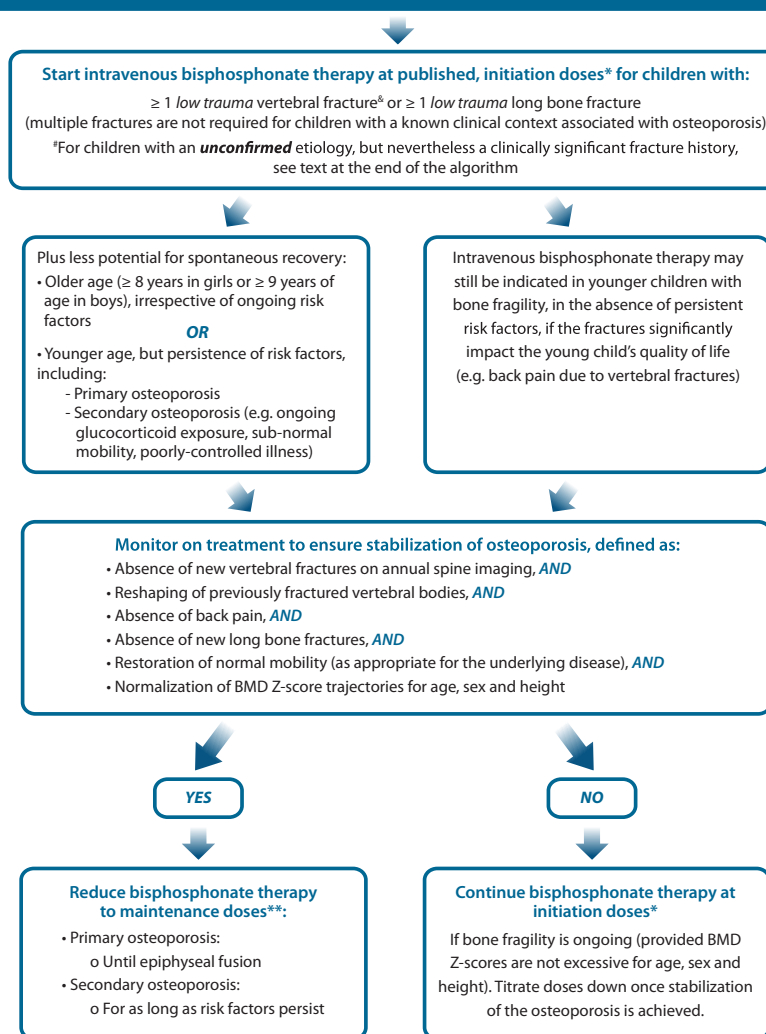 Start intravenous bisphosphonate therapy at published, initiation doses* for children with:
≥ 1 low trauma vertebral fracture& or ≥ 1 low trauma long bone fracture
(multiple fractures are not required for children with a known clinical context associated with osteoporosis)
#For children with an unconfirmed etiology, but nevertheless a clinically significant fracture history,
see text at the end of the algorithm
Plus less potential for spontaneous recovery:
• Older age (≥ 8 years in girls or ≥ 9 years of
age in boys), irrespective of ongoing risk
factors
OR
• Younger age, but persistence of risk factors,
including:
- Primary osteoporosis
- Secondary osteoporosis (e.g. ongoing
glucocorticoid exposure, sub-normal
mobility, poorly-controlled illness)
Intravenous bisphosphonate therapy may
still be indicated in younger children with
bone fragility, in the absence of persistent
risk factors, if the fractures significantly
impact the young child's quality of life
(e.g. back pain due to vertebral fractures)
Monitor on treatment to ensure stabilization of osteoporosis, defined as:
• Absence of new vertebral fractures on annual spine imaging, AND
• Reshaping of previously fractured vertebral bodies, AND
• Absence of back pain, AND
• Absence of new long bone fractures, AND
• Restoration of normal mobility (as appropriate for the underlying disease), AND
• Normalization of BMD Z-score trajectories for age, sex and height
YES
NO
Reduce bisphosphonate therapy
to maintenance doses**:
• Primary osteoporosis:
o Until epiphyseal fusion
• Secondary osteoporosis:
o For as long as risk factors persist
Continue bisphosphonate therapy at
initiation doses*
If bone fragility is ongoing (provided BMD
Z-scores are not excessive for age, sex and
height). Titrate doses down once stabilization
of the osteoporosis is achieved.